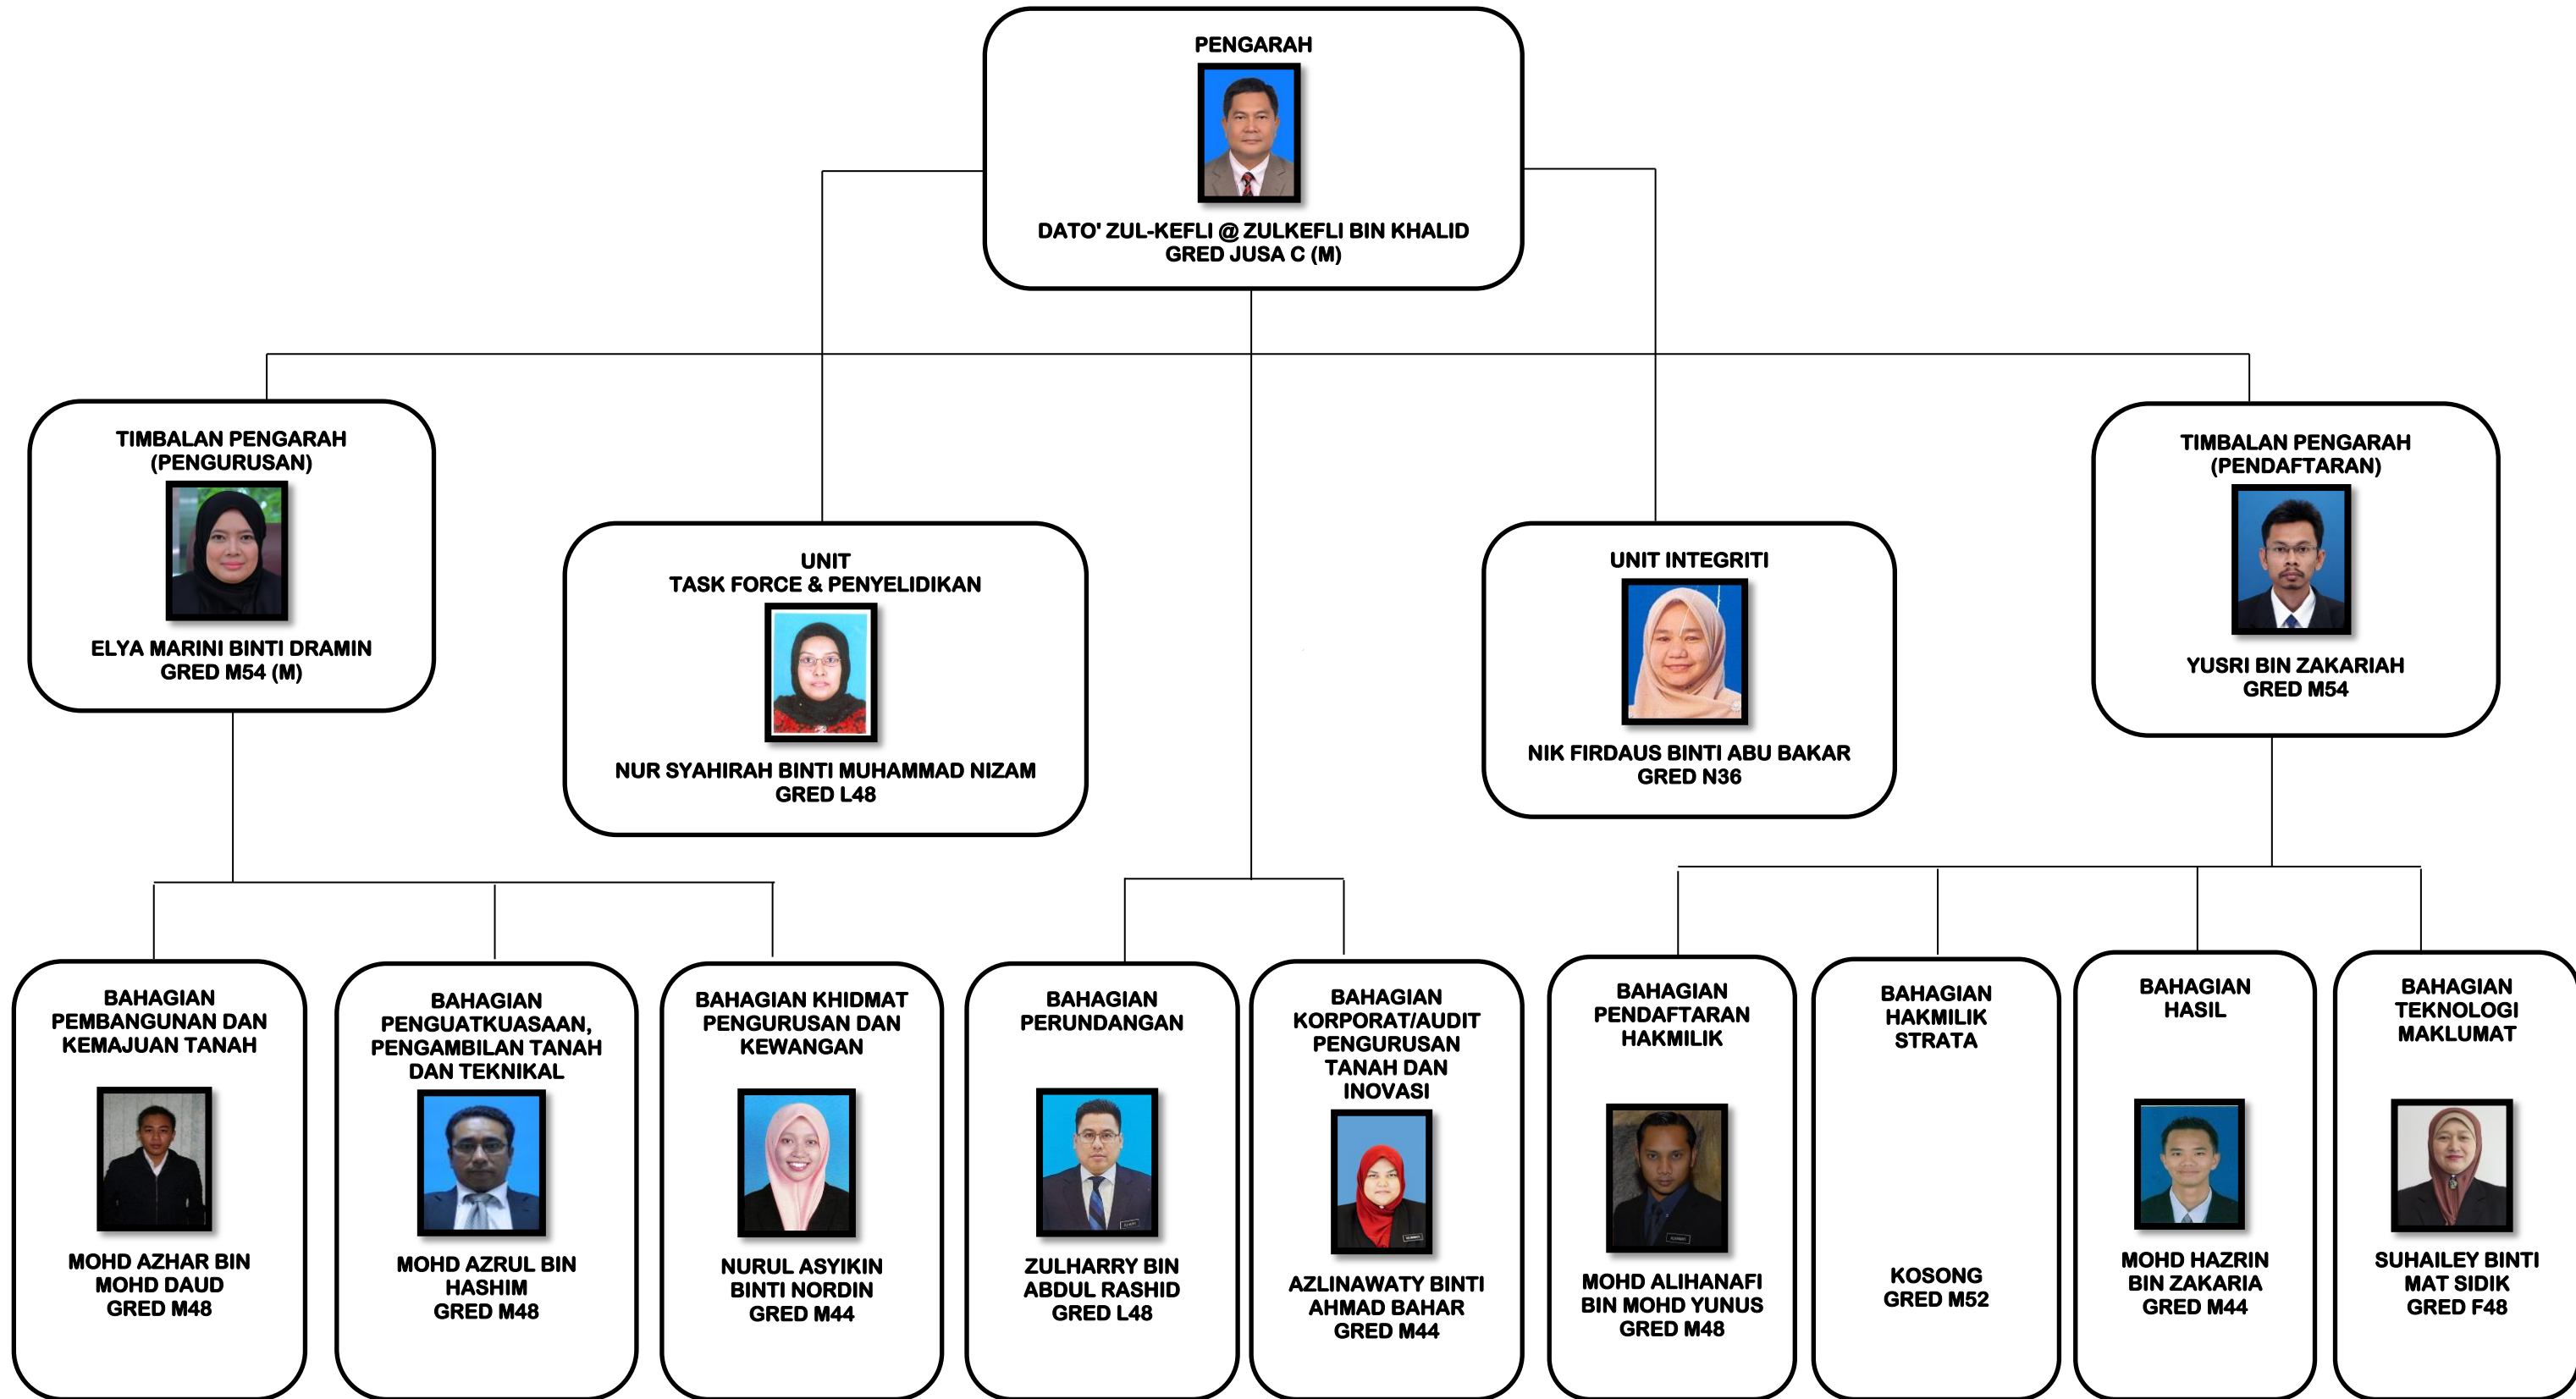 PENGARAH
DATO' ZUL-KEFLI @ ZULKEFLI BIN KHALID
GRED JUSA C (M)
TIMBALAN PENGARAH
(PENGURUSAN)
ELYA MARINI BINTI DRAMIN
GRED M54 (M)
UNIT
TASK FORCE & PENYELIDIKAN
NUR SYAHIRAH BINTI MUHAMMAD NIZAM
GRED L48
UNIT INTEGRITI
NIK FIRDAUS BINTI ABU BAKAR
GRED N36
TIMBALAN PENGARAH
(PENDAFTARAN)
YUSRI BIN ZAKARIAH
GRED M54
BAHAGIAN
PEMBANGUNAN DAN
KEMAJUAN TANAH
MOHD AZHAR BIN
MOHD DAUD
GRED M48
BAHAGIAN
PENGUATKUASAAN,
PENGAMBILAN TANAH
DAN TEKNIKAL
MOHD AZRUL BIN
HASHIM
GRED M48
BAHAGIAN KHIDMAT
PENGURUSAN DAN
KEWANGAN
NURUL ASYIKIN
BINTI NORDIN
GRED M44
BAHAGIAN
PERUNDANGAN
ZULHARRY BIN
ABDUL RASHID
GRED L48
BAHAGIAN
KORPORAT/AUDIT
PENGURUSAN
TANAH DAN
INOVASI
AZLINAWATY BINTI
AHMAD BAHAR
GRED M44
BAHAGIAN
PENDAFTARAN
HAKMILIK
MOHD ALIHANAFI
BIN MOHD YUNUS
GRED M48
BAHAGIAN
HAKMILIK
STRATA
KOSONG
GRED M52
BAHAGIAN
HASIL
MOHD HAZRIN
BIN ZAKARIA
GRED M44
BAHAGIAN
TEKNOLOGI
MAKLUMAT
SUHAILEY BINTI
MAT SIDIK
GRED F48